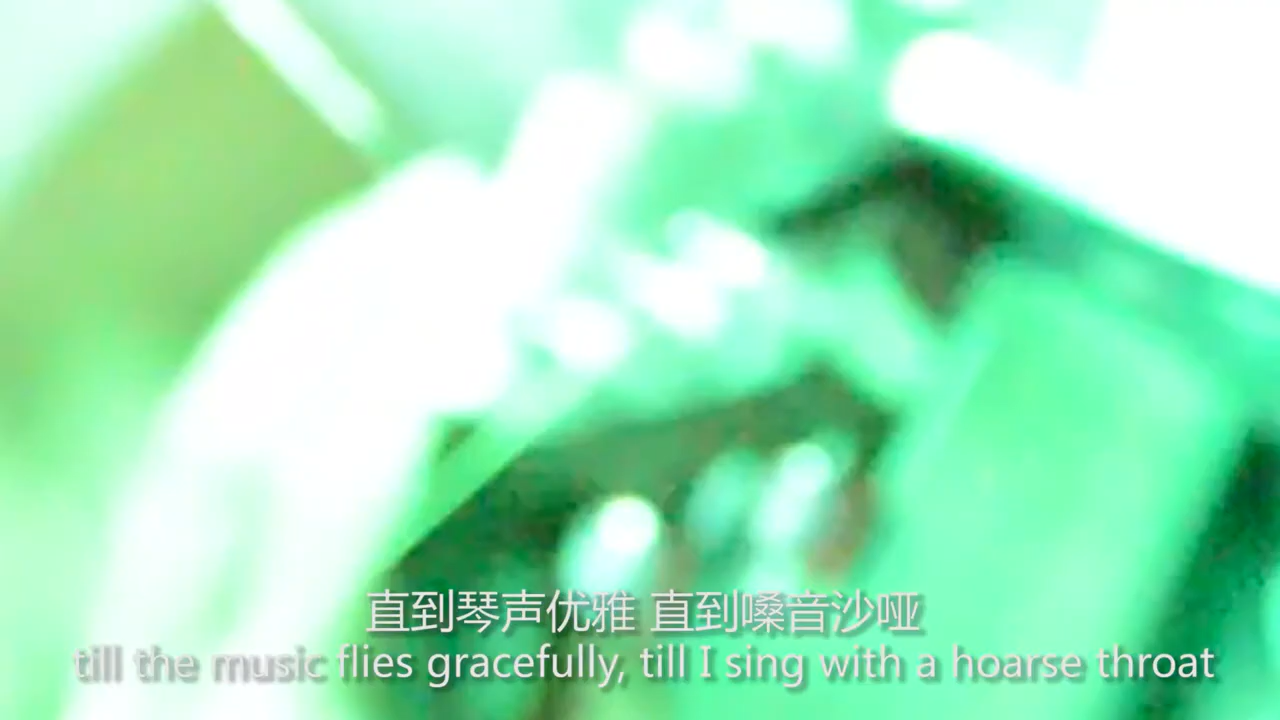 直到琴声优雅 直到嗓音沙哑
till the music flies gracefully, till I sing with a hoarse throat